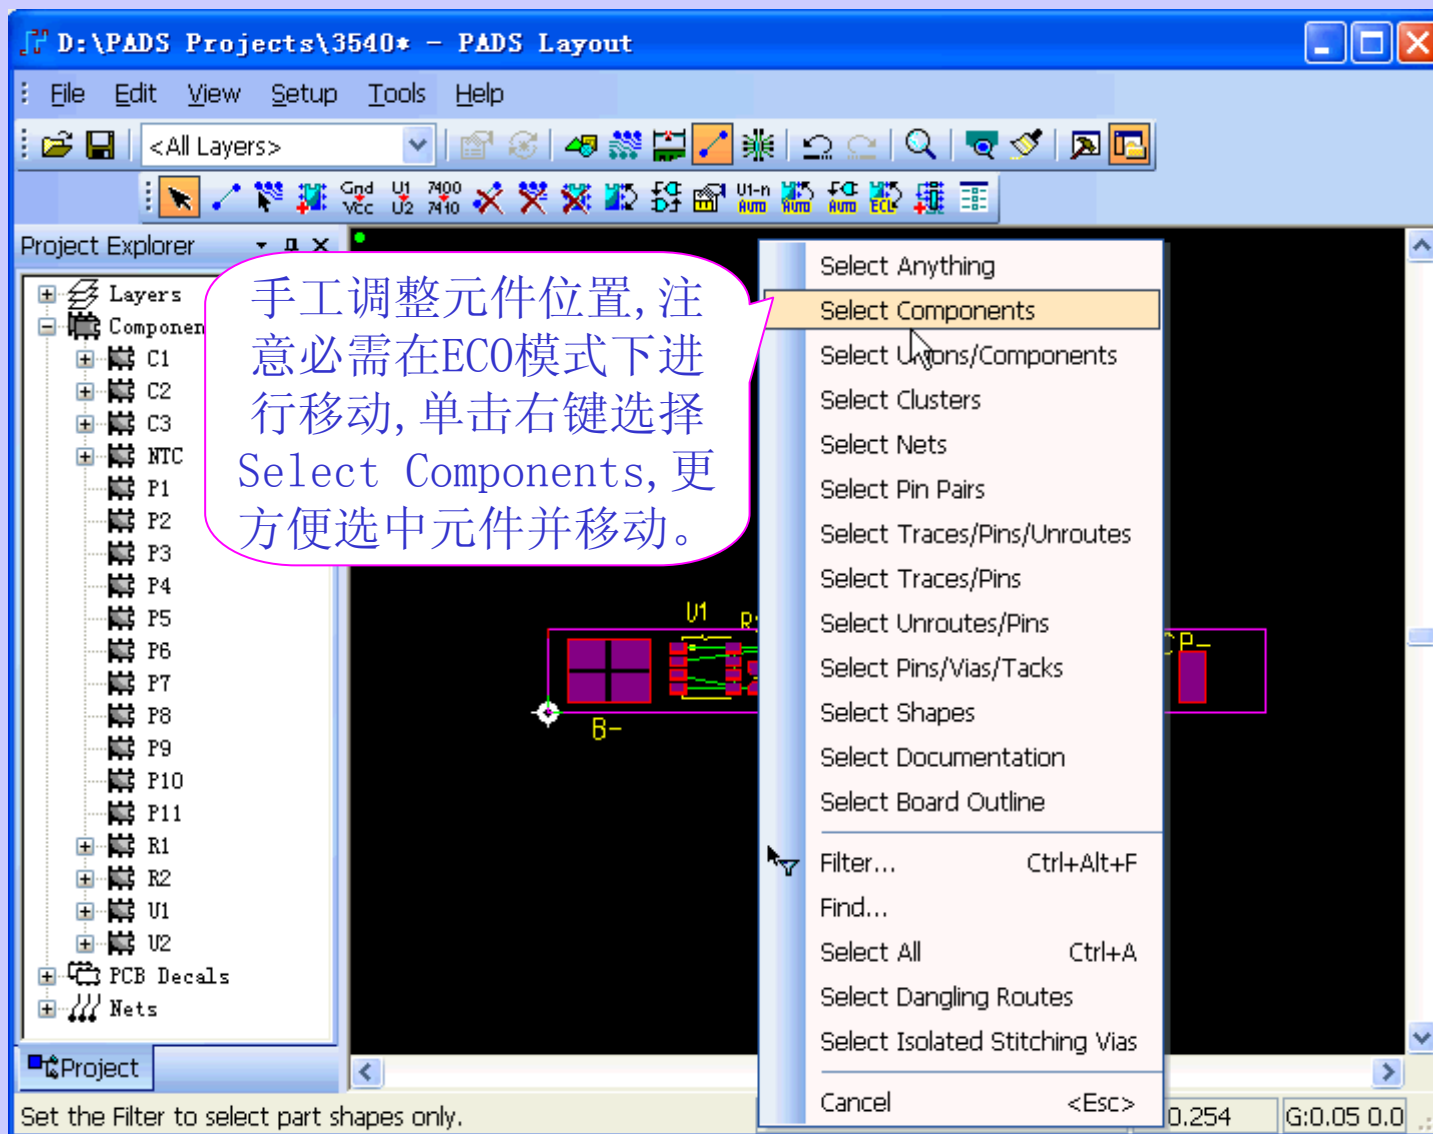 D:\PADS Projects\3540* - PADS Layout
File Edit View Setup Tools Help
<All Layers>
Gnd Vcc U1 U2 7400 7410 U1-n AUTO AUTO AUTO ECL
Project Explorer
Layers
Componen
C1
C2
C3
NTC
P1
P2
P3
P4
P5
P6
P7
P8
P9
P10
P11
R1
R2
U1
U2
PCB Decals
Nets
Project
手工调整元件位置,注
意必需在ECO模式下进
行移动,单击右键选择
Select Components,更
方便选中元件并移动。
U1
B-
P-
Select Anything
Select Components
Select Unions/Components
Select Clusters
Select Nets
Select Pin Pairs
Select Traces/Pins/Unroutes
Select Traces/Pins
Select Unroutes/Pins
Select Pins/Vias/Tacks
Select Shapes
Select Documentation
Select Board Outline
Filter... Ctrl+Alt+F
Find...
Select All Ctrl+A
Select Dangling Routes
Select Isolated Stitching Vias
Cancel <Esc>
Set the Filter to select part shapes only.
0.254 G:0.05 0.0